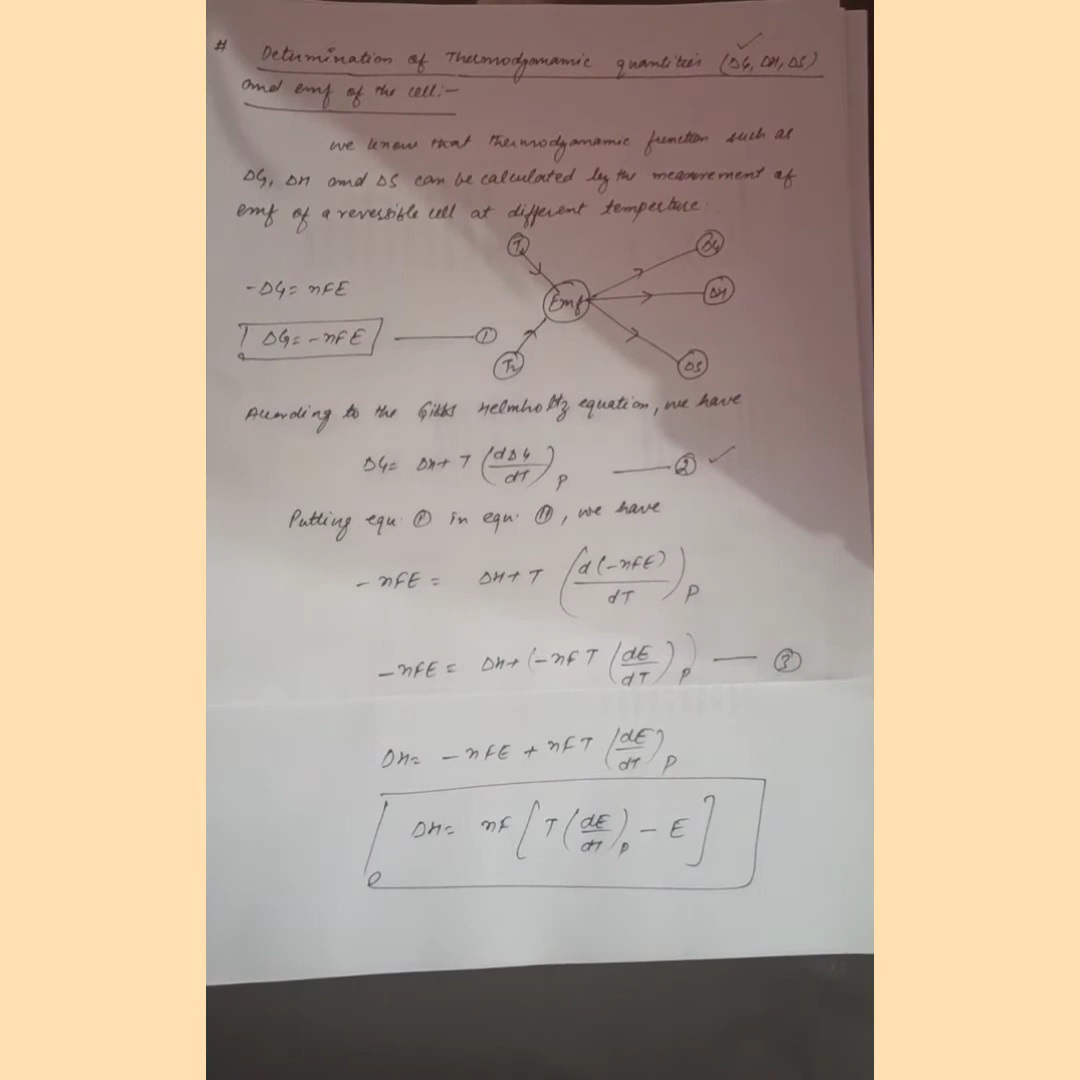 # Determination of Thermodynamic quantities (ΔG, ΔH, ΔS)
and emf of the cell:-
we know that thermodynamic function such as
ΔG, ΔH and ΔS can be calculated by the measurement of
emf of a reversible cell at different temperture.
T₁ ΔG
-ΔG = nFE Emf ΔH
ΔG = -nFE ——— ①
T₂ ΔS
According to the Gibbs Helmholtz equation, we have
ΔG = ΔH + T (dΔG/dT)P ——— ②
Putting equ. ① in equ. ⑪, we have
-nFE = ΔH + T (d(-nFE)/dT)P
-nFE = ΔH + (-nFT (dE/dT)P) — ③
ΔH = -nFE + nFT (dE/dT)P
ΔH = nF [T (dE/dT)P - E]